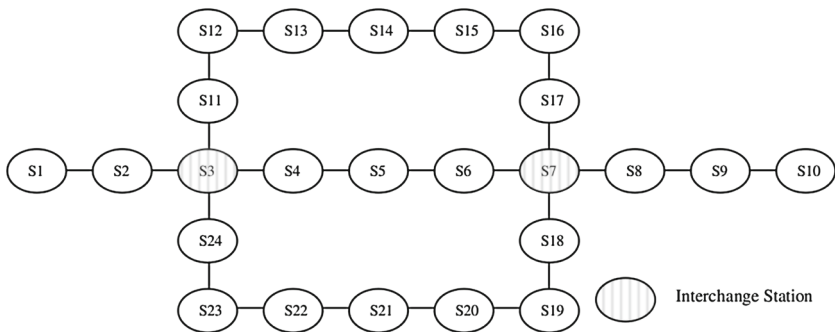 S12 S13 S14 S15 S16
S11 S17
S1 S2 S3 S4 S5 S6 S7 S8 S9 S10
S24 S18
S23 S22 S21 S20 S19
Interchange Station